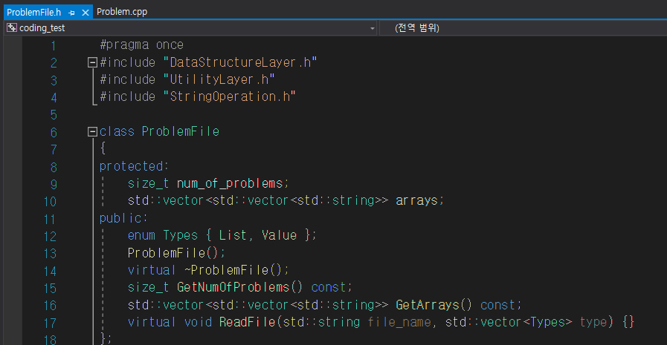 ProblemFile.h Problem.cpp
coding_test (전역 범위)
1 #pragma once
2 #include "DataStructureLayer.h"
3 #include "UtilityLayer.h"
4 #include "StringOperation.h"
5
6 class ProblemFile
7 {
8 protected:
9 size_t num_of_problems;
10 std::vector<std::vector<std::string>> arrays;
11 public:
12 enum Types { List, Value };
13 ProblemFile();
14 virtual ~ProblemFile();
15 size_t GetNumOfProblems() const;
16 std::vector<std::vector<std::string>> GetArrays() const;
17 virtual void ReadFile(std::string file_name, std::vector<Types> type) {}
18 };